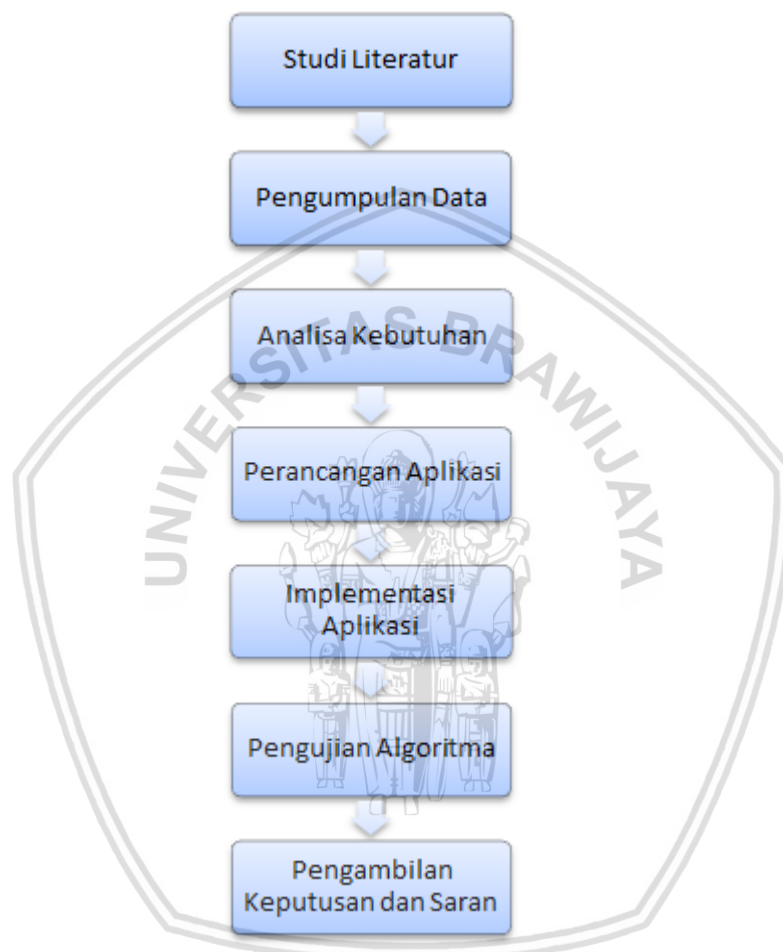 Studi Literatur
Pengumpulan Data
Analisa Kebutuhan
UNIVERSITAS BRAWIJAYA
Perancangan Aplikasi
Implementasi
Aplikasi
Pengujian Algoritma
Pengambilan
Keputusan dan Saran